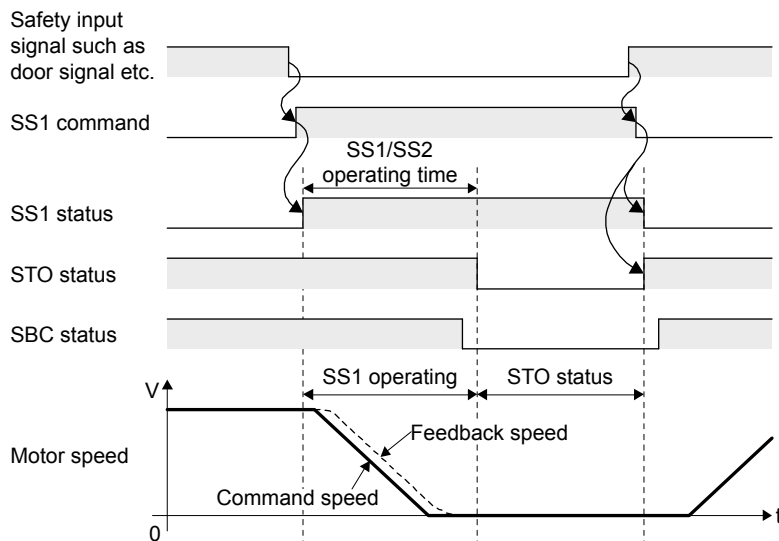 Safety input
signal such as
door signal etc.
SS1 command
SS1/SS2
operating time
SS1 status
STO status
SBC status
SS1 operating
STO status
V
Feedback speed
Motor speed
Command speed
0
t